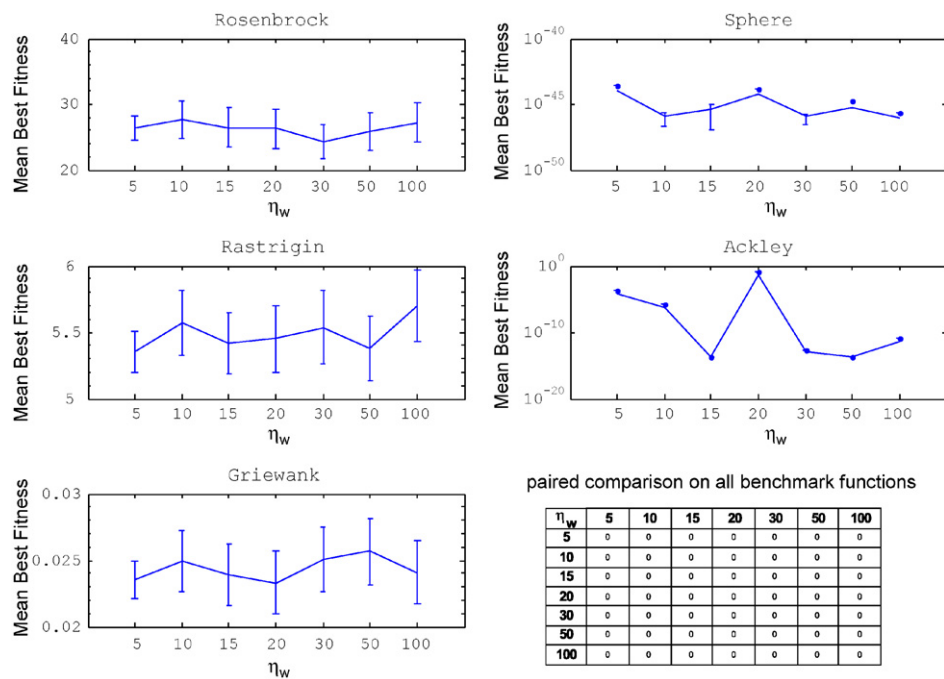 Rosenbrock
40
30
20
Mean Best Fitness
5 10 15 20 30 50 100
ηw
Sphere
10^-40
10^-45
10^-50
Mean Best Fitness
5 10 15 20 30 50 100
ηw
Rastrigin
6
5.5
5
Mean Best Fitness
5 10 15 20 30 50 100
ηw
Ackley
10^0
10^-10
10^-20
Mean Best Fitness
5 10 15 20 30 50 100
ηw
Griewank
0.03
0.025
0.02
Mean Best Fitness
5 10 15 20 30 50 100
ηw
paired comparison on all benchmark functions
ηw 5 10 15 20 30 50 100
5 0 0 0 0 0 0 0
10 0 0 0 0 0 0 0
15 0 0 0 0 0 0 0
20 0 0 0 0 0 0 0
30 0 0 0 0 0 0 0
50 0 0 0 0 0 0 0
100 0 0 0 0 0 0 0